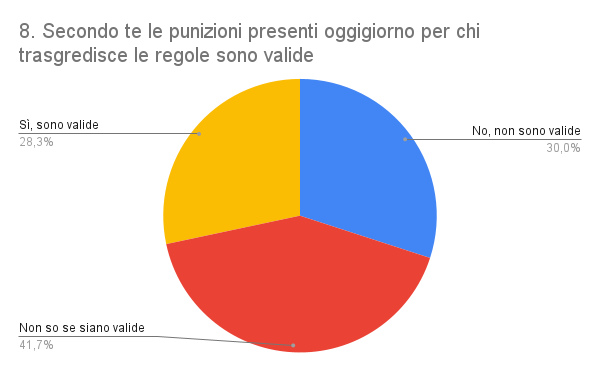 8. Secondo te le punizioni presenti oggigiorno per chi
trasgredisce le regole sono valide
Sì, sono valide
28,3%
No, non sono valide
30,0%
Non so se siano valide
41,7%